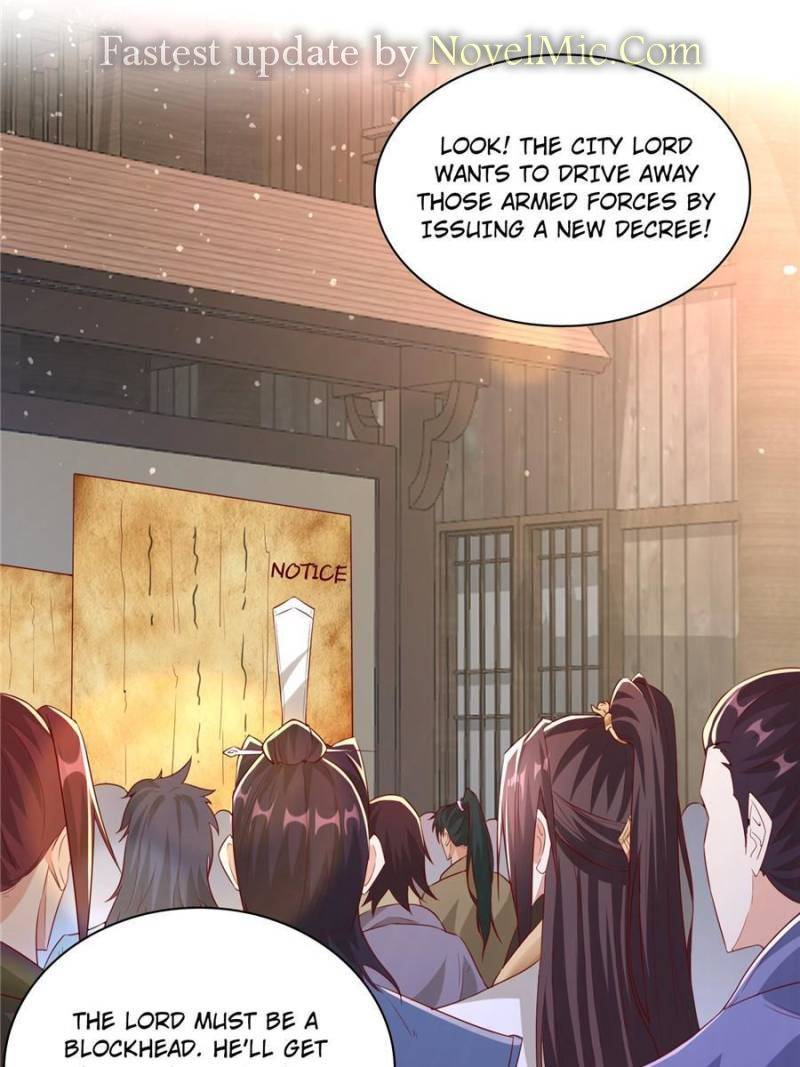 Fastest update by NovelMic.Com
LOOK! THE CITY LORD
WANTS TO DRIVE AWAY
THOSE ARMED FORCES BY
ISSUING A NEW DECREE!
NOTICE
THE LORD MUST BE A
BLOCKHEAD. HE'LL GET